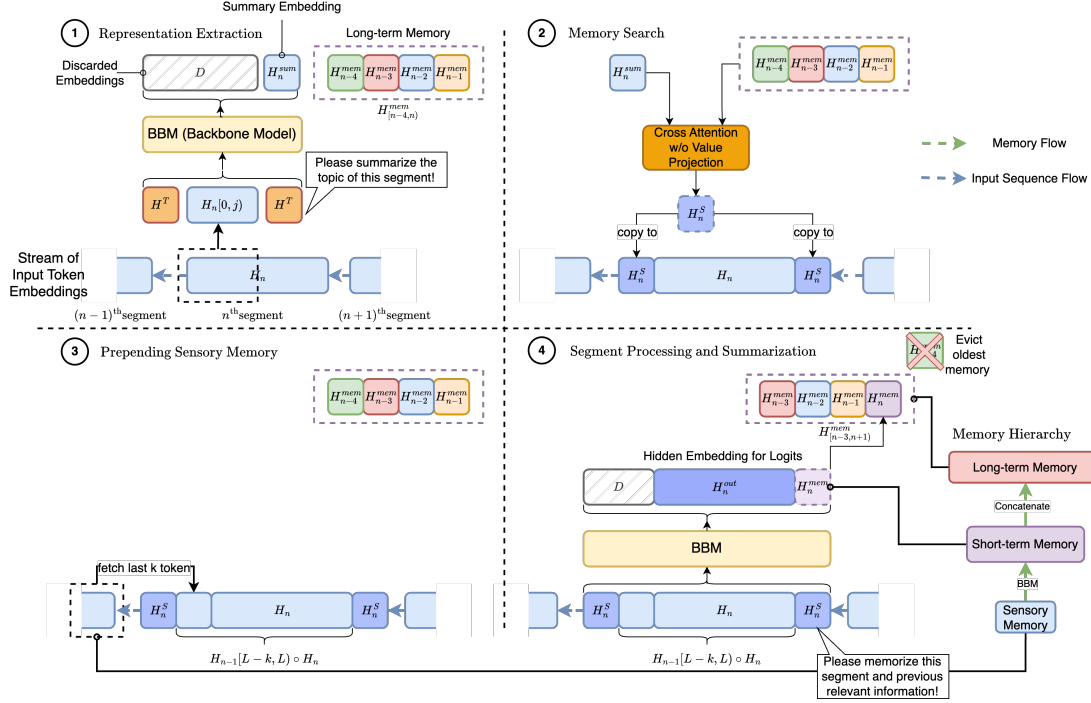 Summary Embedding
1 Representation Extraction
Long-term Memory
Discarded
Embeddings
D
H_n^{sum}
H_{n-4}^{mem} H_{n-3}^{mem} H_{n-2}^{mem} H_{n-1}^{mem}
H_{[n-4,n)}^{mem}
BBM (Backbone Model)
Please summarize the
topic of this segment!
H^T H_n[0, j) H^T
Stream of
Input Token
Embeddings
H_n
(n − 1)^{th}segment n^{th}segment (n + 1)^{th}segment
2 Memory Search
H_n^{sum}
H_{n-4}^{mem} H_{n-3}^{mem} H_{n-2}^{mem} H_{n-1}^{mem}
Cross Attention
w/o Value
Projection
H_n^S
copy to copy to
H_n^S H_n H_n^S
Memory Flow
Input Sequence Flow
3 Prepending Sensory Memory
H_{n-4}^{mem} H_{n-3}^{mem} H_{n-2}^{mem} H_{n-1}^{mem}
fetch last k token
H_n^S H_n H_n^S
H_{n-1}[L − k, L) ∘ H_n
4 Segment Processing and Summarization
Evict
oldest
memory
H_{n-3}^{mem} H_{n-2}^{mem} H_{n-1}^{mem} H_n^{mem}
H_{[n-3,n+1)}^{mem}
Hidden Embedding for Logits
D H_n^{out} H_n^{mem}
BBM
H_n^S H_n H_n^S
H_{n-1}[L − k, L) ∘ H_n
Please memorize this
segment and previous
relevant information!
Memory Hierarchy
Long-term Memory
Concatenate
Short-term Memory
BBM
Sensory
Memory